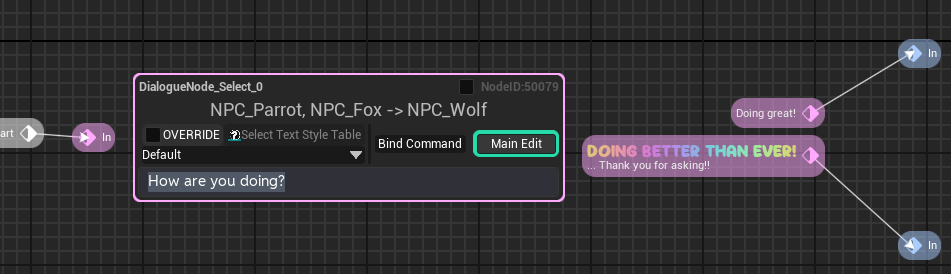 art
In
DialogueNode_Select_0
NodeID:50079
NPC_Parrot, NPC_Fox -> NPC_Wolf
OVERRIDE
Select Text Style Table
Default
Bind Command
Main Edit
How are you doing?
Doing great!
DOING BETTER THAN EVER!
... Thank you for asking!!
In
In